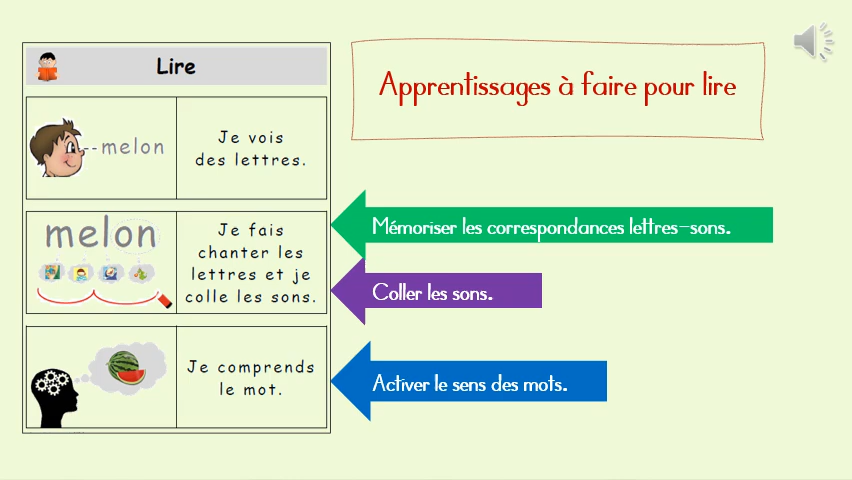 Lire
Apprentissages à faire pour lire
melon
Je vois
des lettres.
melon
Je fais
chanter les
lettres et je
colle les sons.
Mémoriser les correspondances lettres-sons.
Coller les sons.
Je comprends
le mot.
Activer le sens des mots.